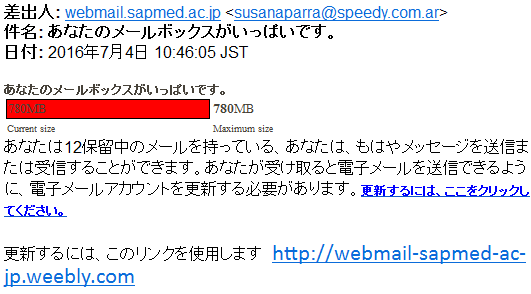 差出人: webmail.sapmed.ac.jp <susanaparra@speedy.com.ar>
件名: あなたのメールボックスがいっぱいです。
日付: 2016年7月4日 10:46:05 JST
あなたのメールボックスがいっぱいです。
780MB 780MB
Current size Maximum size
あなたは12保留中のメールを持っている、あなたは、もはやメッセージを送信ま
たは受信することができます。あなたが受け取ると電子メールを送信できるよう
に、電子メールアカウントを更新する必要があります。更新するには、ここをクリックし
てください。
更新するには、このリンクを使用します http://webmail-sapmed-ac-
jp.weebly.com